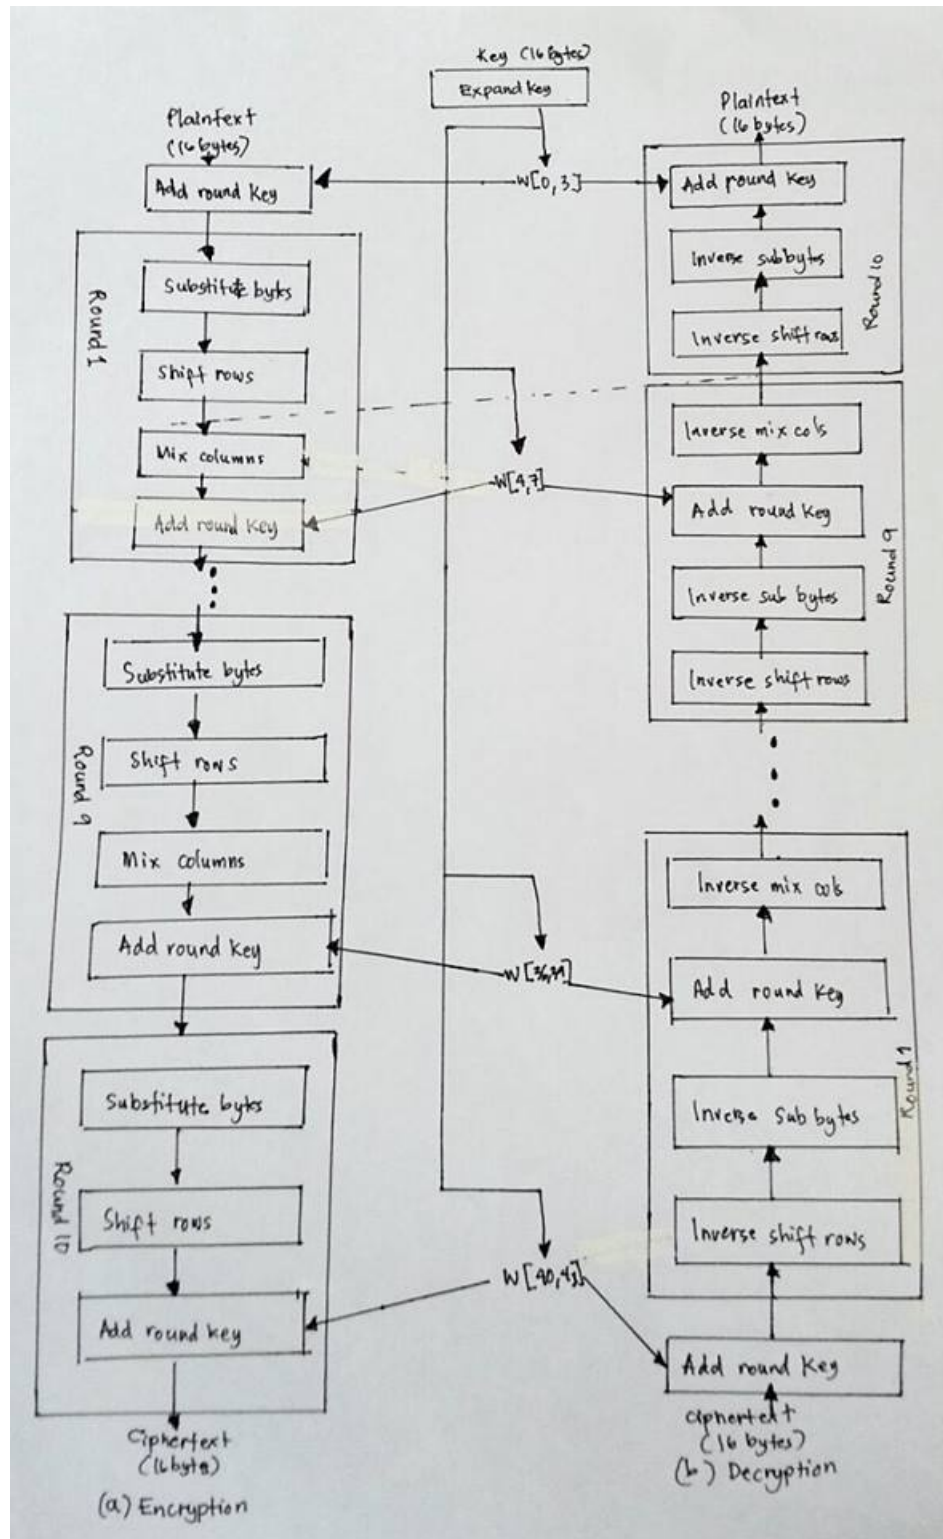 Key (16 bytes)
Expand key
Plaintext
(16 bytes)
Add round key
Round 1
Substitute bytes
Shift rows
Mix columns
Add round key
Round 9
Substitute bytes
Shift rows
Mix columns
Add round key
Round 10
Substitute bytes
Shift rows
Add round key
Ciphertext
(16 byte)
(a) Encryption
W[0,3]
W[4,7]
W[36,39]
W[40,43]
Plaintext
(16 bytes)
Add round key
Inverse subbytes
Inverse shift rows
Round 10
Inverse mix cols
Add round key
Inverse sub bytes
Inverse shift rows
Round 9
Inverse mix cols
Add round key
Inverse Sub bytes
Inverse shift rows
Round 1
Add round key
Ciphertext
(16 bytes)
(b) Decryption